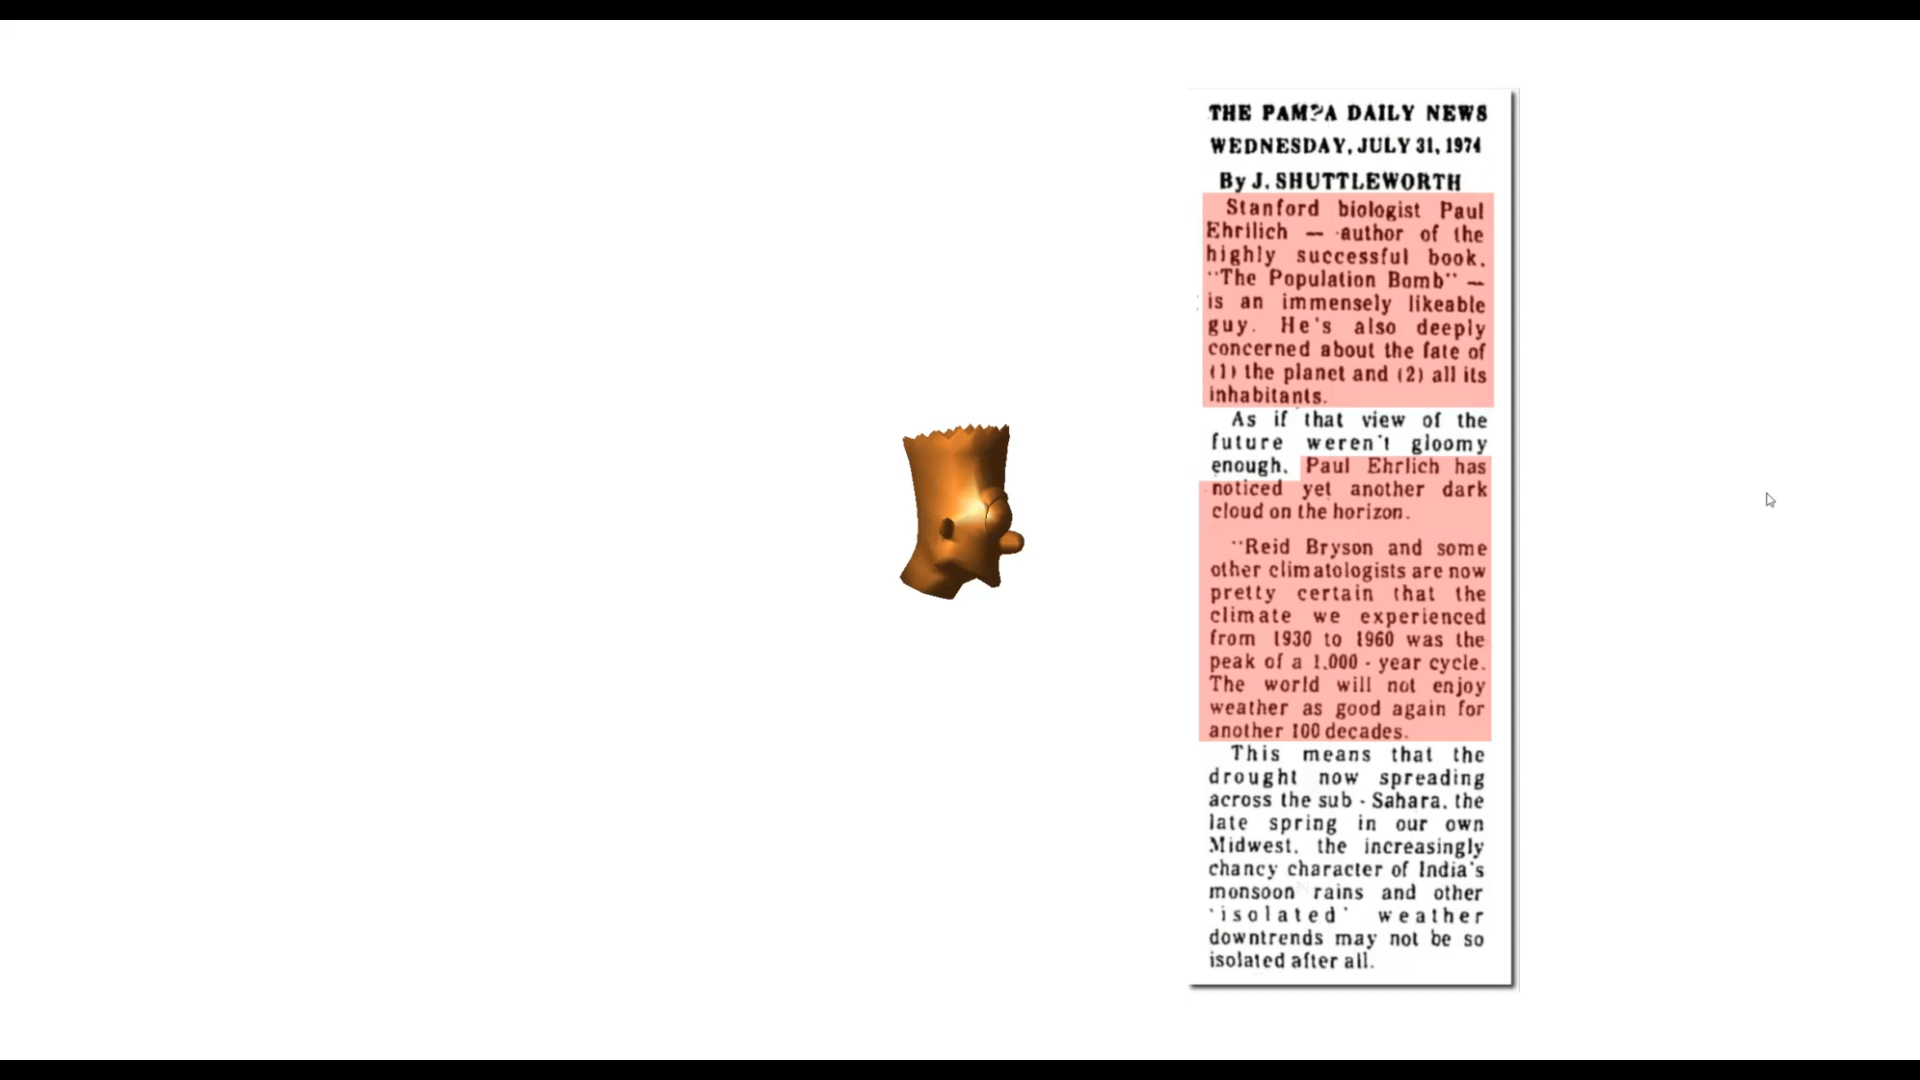 THE PAMPA DAILY NEWS
WEDNESDAY, JULY 31, 1974
By J. SHUTTLEWORTH
Stanford biologist Paul
Ehrilich — author of the
highly successful book.
"The Population Bomb" —
is an immensely likeable
guy. He's also deeply
concerned about the fate of
(1) the planet and (2) all its
inhabitants.
As if that view of the
future weren't gloomy
enough, Paul Ehrlich has
noticed yet another dark
cloud on the horizon.
"Reid Bryson and some
other climatologists are now
pretty certain that the
climate we experienced
from 1930 to 1960 was the
peak of a 1,000 - year cycle.
The world will not enjoy
weather as good again for
another 100 decades.
This means that the
drought now spreading
across the sub - Sahara, the
late spring in our own
Midwest, the increasingly
chancy character of India's
monsoon rains and other
'isolated' weather
downtrends may not be so
isolated after all.